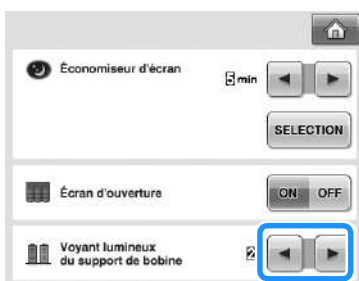 Économiseur d'écran
5 min
SELECTION
Écran d'ouverture
ON OFF
Voyant lumineux
du support de bobine
2